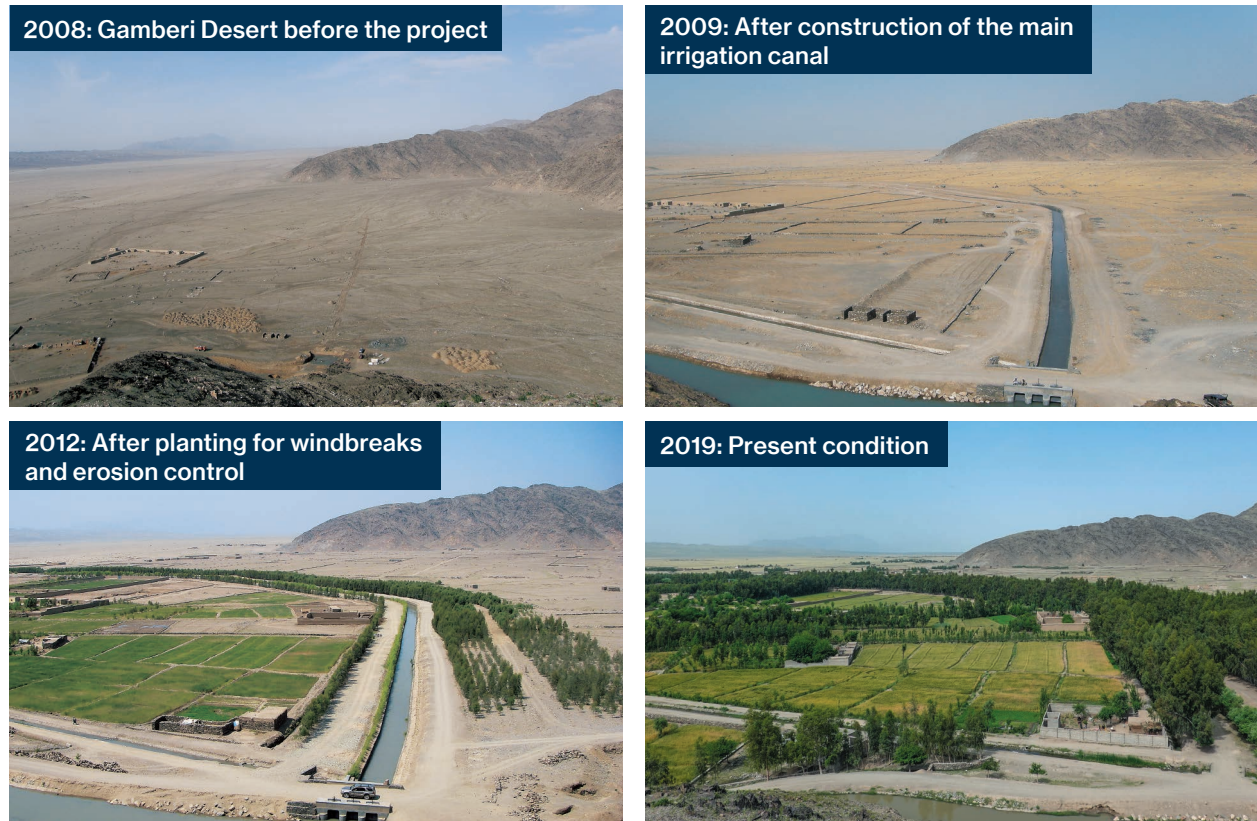 2008: Gamberi Desert before the project
2009: After construction of the main
irrigation canal
2012: After planting for windbreaks
and erosion control
2019: Present condition